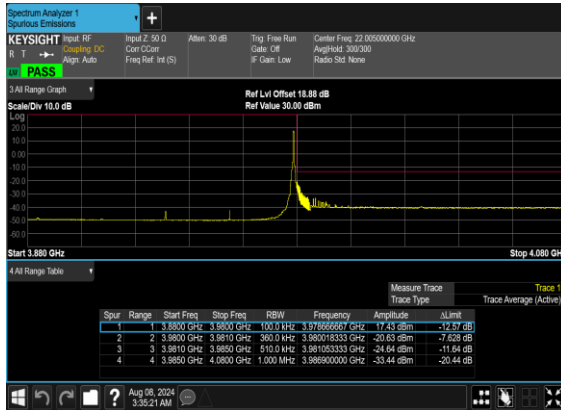 Spectrum Analyzer 1
Spurious Emissions
+
KEYSIGHT Input: RF Input Z: 50 Ω Atten: 30 dB Trig: Free Run Center Freq: 22.005000000 GHz
R T Coupling: DC Corr CCorr Gate: Off Avg|Hold: 300/300
Align: Auto Freq Ref: Int (S) IF Gain: Low Radio Std: None
PASS
3 All Range Graph
Ref Lvl Offset 18.88 dB
Scale/Div 10.0 dB Ref Value 30.00 dBm
Log
20.0
10.0
0.00
-10.0
-20.0
-30.0
-40.0
-50.0
-60.0
Start 3.880 GHz Stop 4.080 GH
4 All Range Table
Measure Trace Trace 1
Trace Type Trace Average (Active)
Spur Range Start Freq Stop Freq RBW Frequency Amplitude ΔLimit
1 1 3.8800 GHz 3.9800 GHz 100.0 kHz 3.978666667 GHz 17.43 dBm -12.57 dB
2 2 3.9800 GHz 3.9810 GHz 360.0 kHz 3.980018333 GHz -20.63 dBm -7.628 dB
3 3 3.9810 GHz 3.9850 GHz 510.0 kHz 3.981053333 GHz -24.64 dBm -11.64 dB
4 4 3.9850 GHz 4.0800 GHz 1.000 MHz 3.986900000 GHz -33.44 dBm -20.44 dB
? Aug 08, 2024
3:35:21 AM